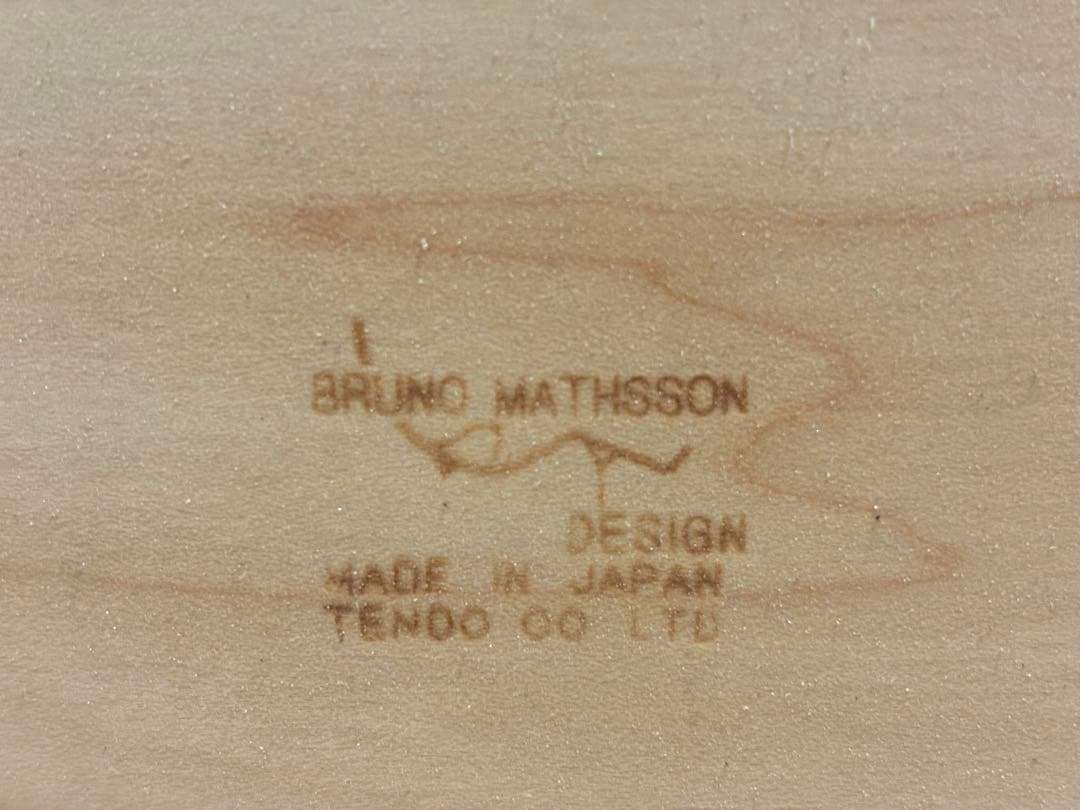 BRUNO MATHSSON
DESIGN
MADE IN JAPAN
TENDO CO LTD